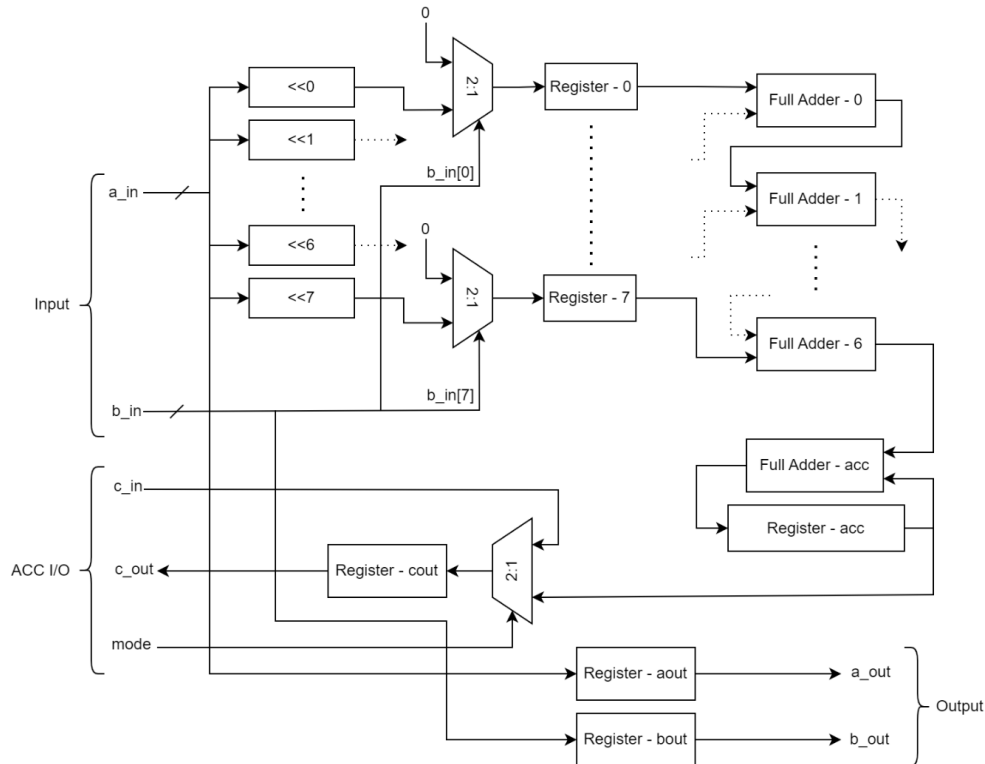 0
<<0
2:1
Register - 0
Full Adder - 0
<<1
b_in[0]
a_in
Full Adder - 1
0
<<6
<<7
2:1
Register - 7
Input
Full Adder - 6
b_in[7]
b_in
Full Adder - acc
c_in
Register - acc
ACC I/O
c_out
Register - cout
2:1
mode
Register - aout
a_out
Output
Register - bout
b_out